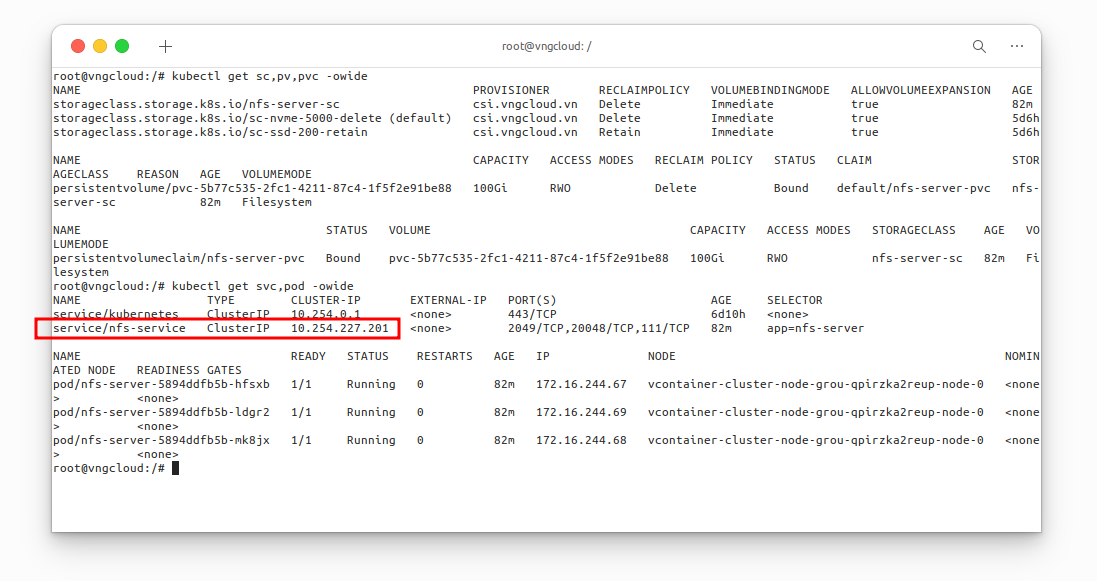 root@vngcloud: /
root@vngcloud:/# kubectl get sc,pv,pvc -owide
NAME PROVISIONER RECLAIMPOLICY VOLUMEBINDINGMODE ALLOWVOLUMEEXPANSION AGE
storageclass.storage.k8s.io/nfs-server-sc csi.vngcloud.vn Delete Immediate true 82m
storageclass.storage.k8s.io/sc-nvme-5000-delete (default) csi.vngcloud.vn Delete Immediate true 5d6h
storageclass.storage.k8s.io/sc-ssd-200-retain csi.vngcloud.vn Retain Immediate true 5d6h
NAME CAPACITY ACCESS MODES RECLAIM POLICY STATUS CLAIM STOR
AGECLASS REASON AGE VOLUMEMODE
persistentvolume/pvc-5b77c535-2fc1-4211-87c4-1f5f2e91be88 100Gi RWO Delete Bound default/nfs-server-pvc nfs-
server-sc 82m Filesystem
NAME STATUS VOLUME CAPACITY ACCESS MODES STORAGECLASS AGE VO
LUMEMODE
persistentvolumeclaim/nfs-server-pvc Bound pvc-5b77c535-2fc1-4211-87c4-1f5f2e91be88 100Gi RWO nfs-server-sc 82m Fi
lesystem
root@vngcloud:/# kubectl get svc,pod -owide
NAME TYPE CLUSTER-IP EXTERNAL-IP PORT(S) AGE SELECTOR
service/kubernetes ClusterIP 10.254.0.1 <none> 443/TCP 6d10h <none>
service/nfs-service ClusterIP 10.254.227.201 <none> 2049/TCP,20048/TCP,111/TCP 82m app=nfs-server
NAME READY STATUS RESTARTS AGE IP NODE NOMIN
ATED NODE READINESS GATES
pod/nfs-server-5894ddfb5b-hfsxb 1/1 Running 0 82m 172.16.244.67 vcontainer-cluster-node-grou-qpirzka2reup-node-0 <none
> <none>
pod/nfs-server-5894ddfb5b-ldgr2 1/1 Running 0 82m 172.16.244.69 vcontainer-cluster-node-grou-qpirzka2reup-node-0 <none
> <none>
pod/nfs-server-5894ddfb5b-mk8jx 1/1 Running 0 82m 172.16.244.68 vcontainer-cluster-node-grou-qpirzka2reup-node-0 <none
> <none>
root@vngcloud:/#